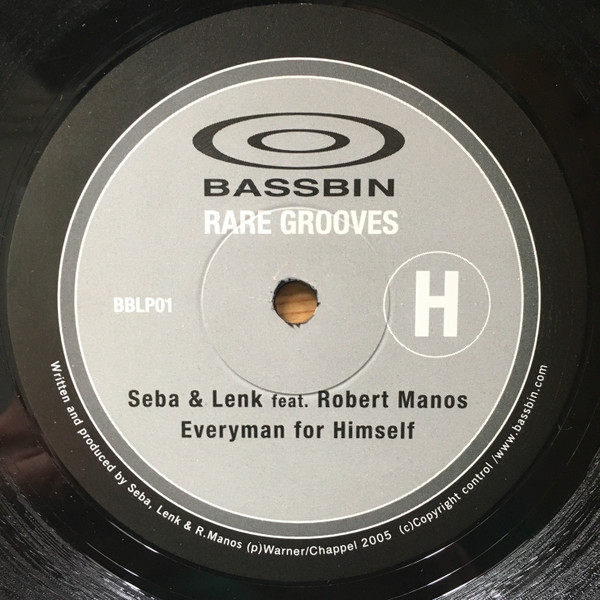 BASSBIN
RARE GROOVES
BBLP01
H
Seba & Lenk feat. Robert Manos
Everyman for Himself
Written and produced by Seba, Lenk & R.Manos (p)Warner/Chappel 2005 (c)Copyright control /www.bassbin.com